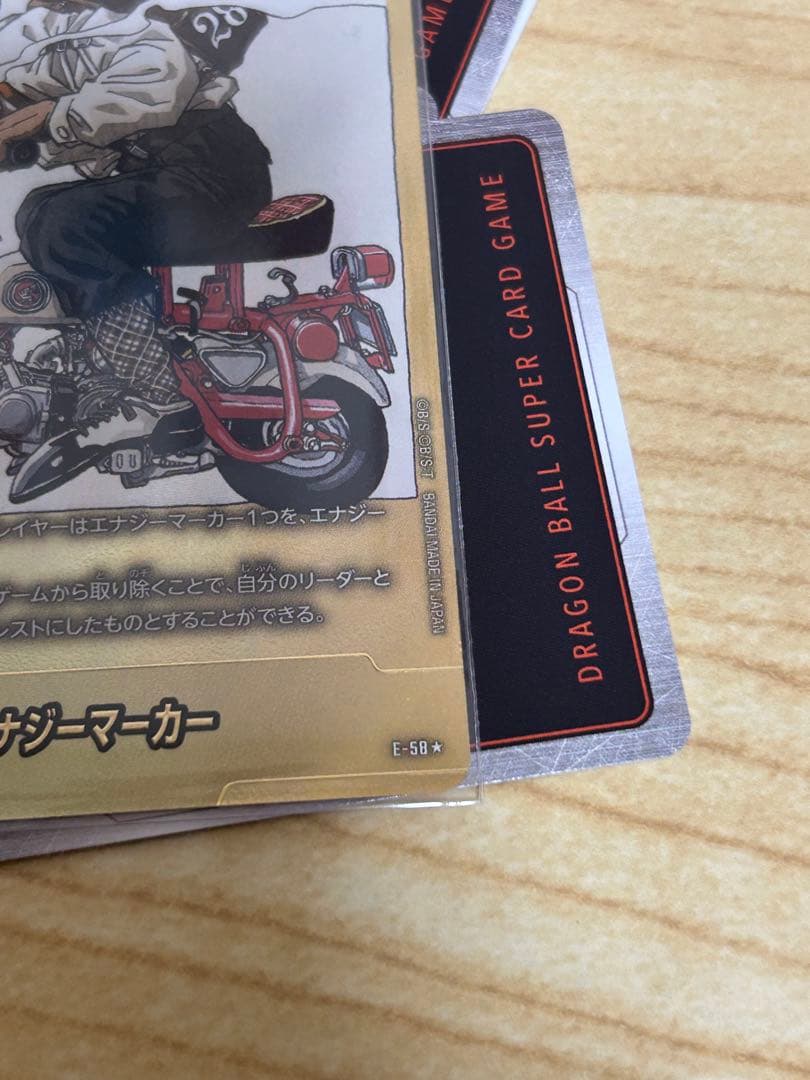 28
GAME
DRAGON BALL SUPER CARD GAME
©B/S ©B/S・T BANDAI MADE IN JAPAN
レイヤーはエナジーマーカー1つを、エナジー
ゲームから取り除くことで、自分のリーダーと
レストにしたものとすることができる。
ナジーマーカー
E-58★